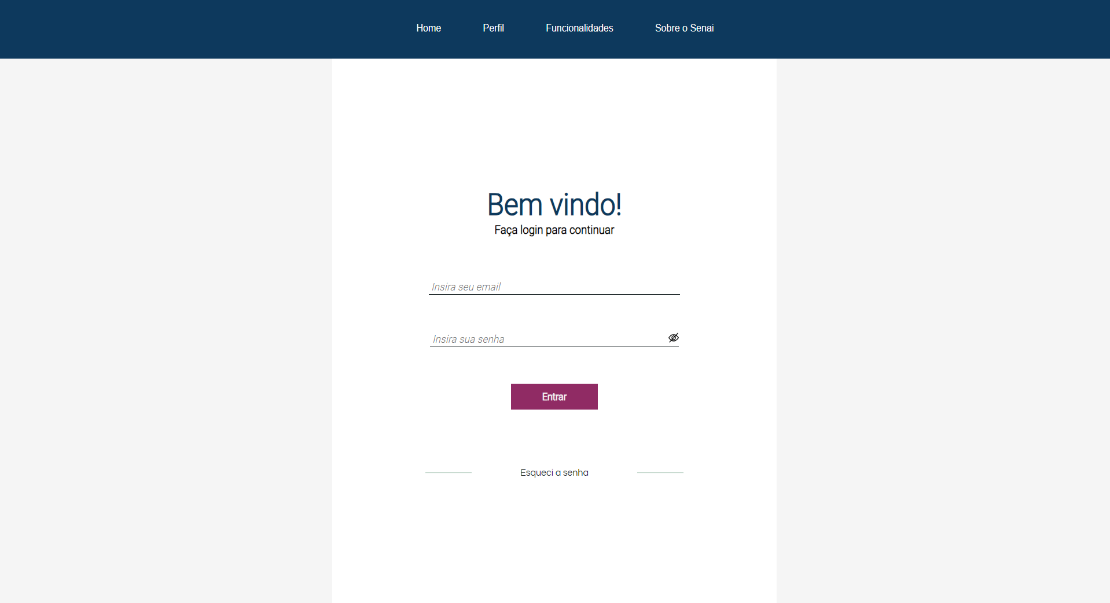 Home Perfil Funcionalidades Sobre o Senai
Bem vindo!
Faça login para continuar
Insira seu email
Insira sua senha
Entrar
Esqueci a senha